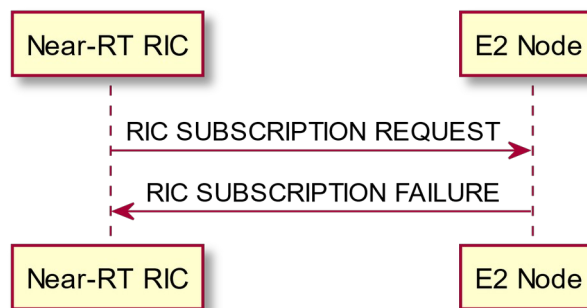 Near-RT RIC
E2 Node
RIC SUBSCRIPTION REQUEST
RIC SUBSCRIPTION FAILURE
Near-RT RIC
E2 Node